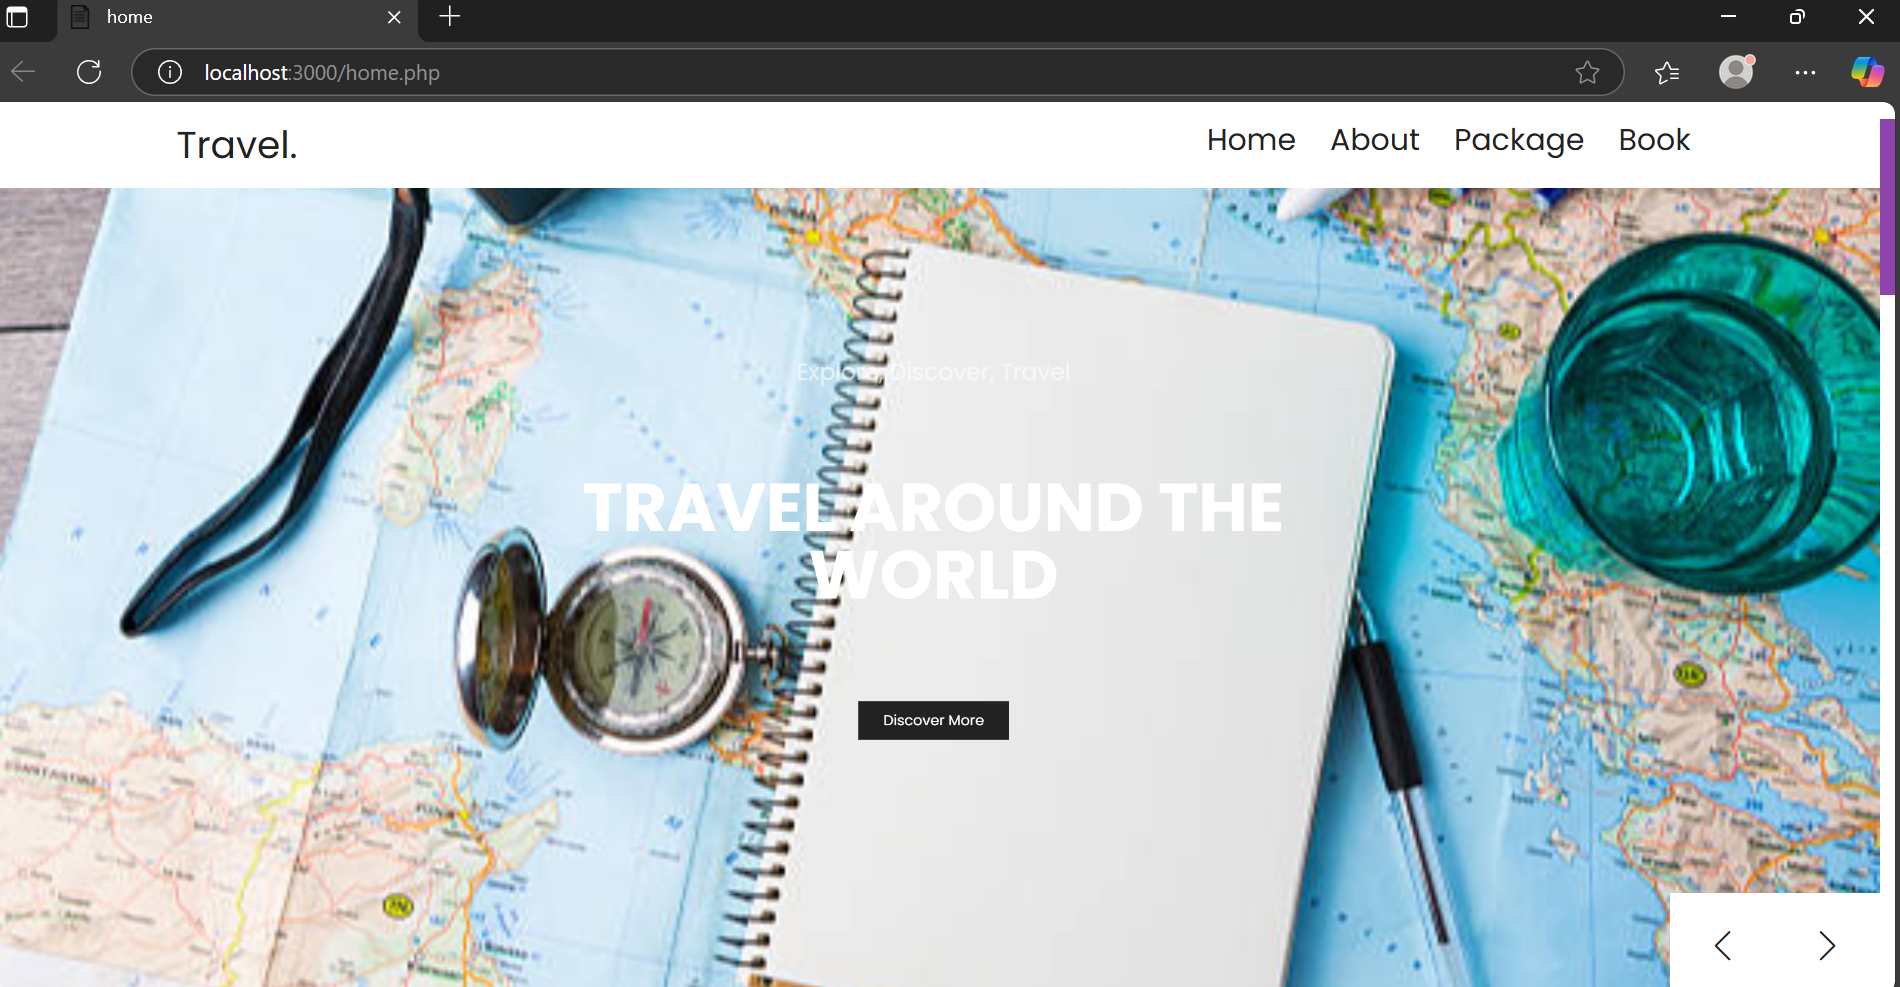 home
localhost:3000/home.php
Travel.
Home About Package Book
Explore, Discover, Travel
TRAVEL AROUND THE
WORLD
Discover More